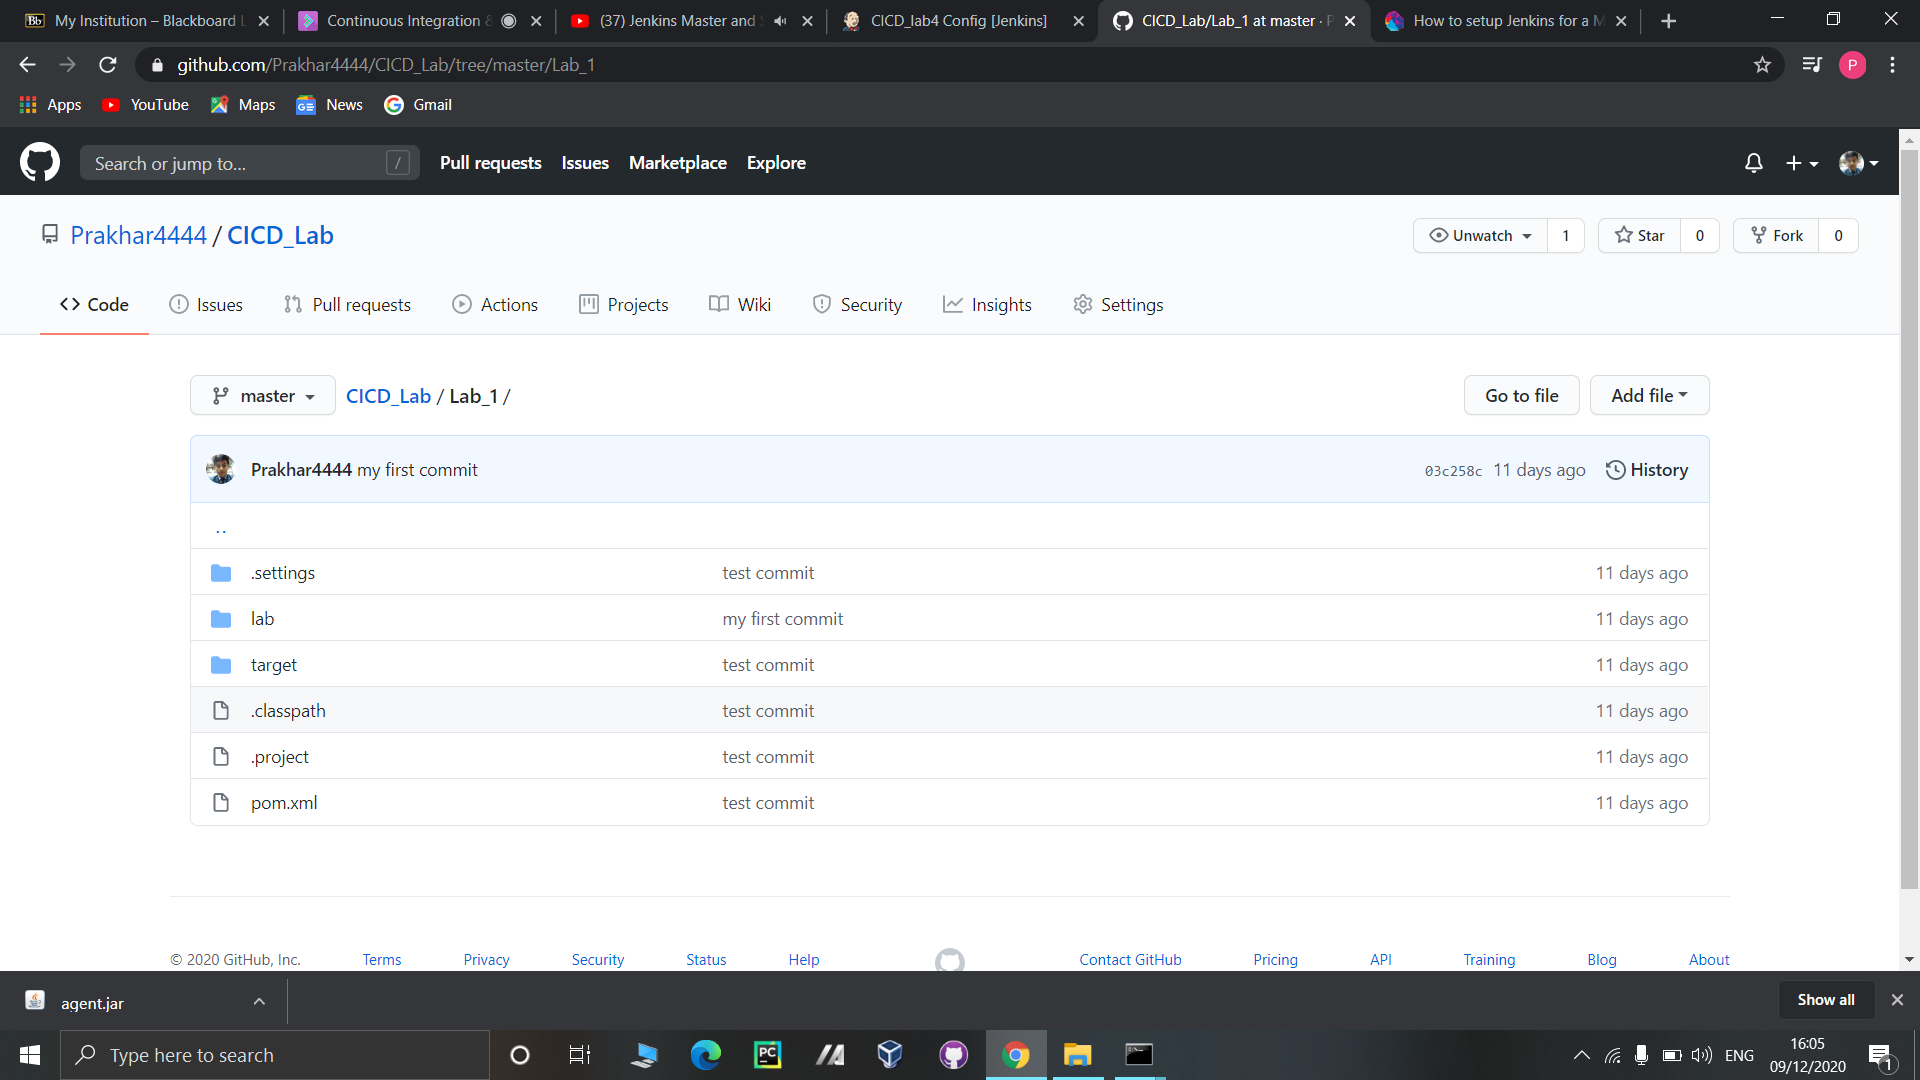 My Institution – Blackboard L
Continuous Integration &
(37) Jenkins Master and S
CICD_lab4 Config [Jenkins]
CICD_Lab/Lab_1 at master · P
How to setup Jenkins for a M
github.com/Prakhar4444/CICD_Lab/tree/master/Lab_1
P
Apps YouTube Maps News Gmail
Search or jump to... /
Pull requests Issues Marketplace Explore
Prakhar4444 / CICD_Lab
Unwatch 1 Star 0 Fork 0
Code Issues Pull requests Actions Projects Wiki Security Insights Settings
master CICD_Lab / Lab_1 / Go to file Add file
Prakhar4444 my first commit 03c258c 11 days ago History
..
.settings test commit 11 days ago
lab my first commit 11 days ago
target test commit 11 days ago
.classpath test commit 11 days ago
.project test commit 11 days ago
pom.xml test commit 11 days ago
© 2020 GitHub, Inc. Terms Privacy Security Status Help Contact GitHub Pricing API Training Blog About
agent.jar Show all
Type here to search
PC
ENG
16:05
09/12/2020
1